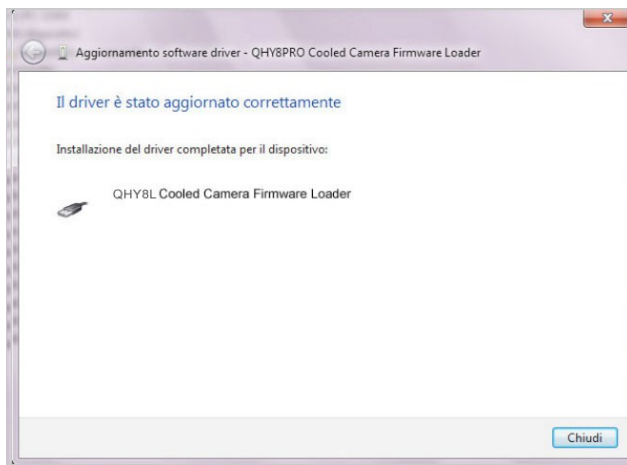 Aggiornamento software driver - QHY8PRO Cooled Camera Firmware Loader
Il driver è stato aggiornato correttamente
Installazione del driver completata per il dispositivo:
QHY8L Cooled Camera Firmware Loader
Chiudi